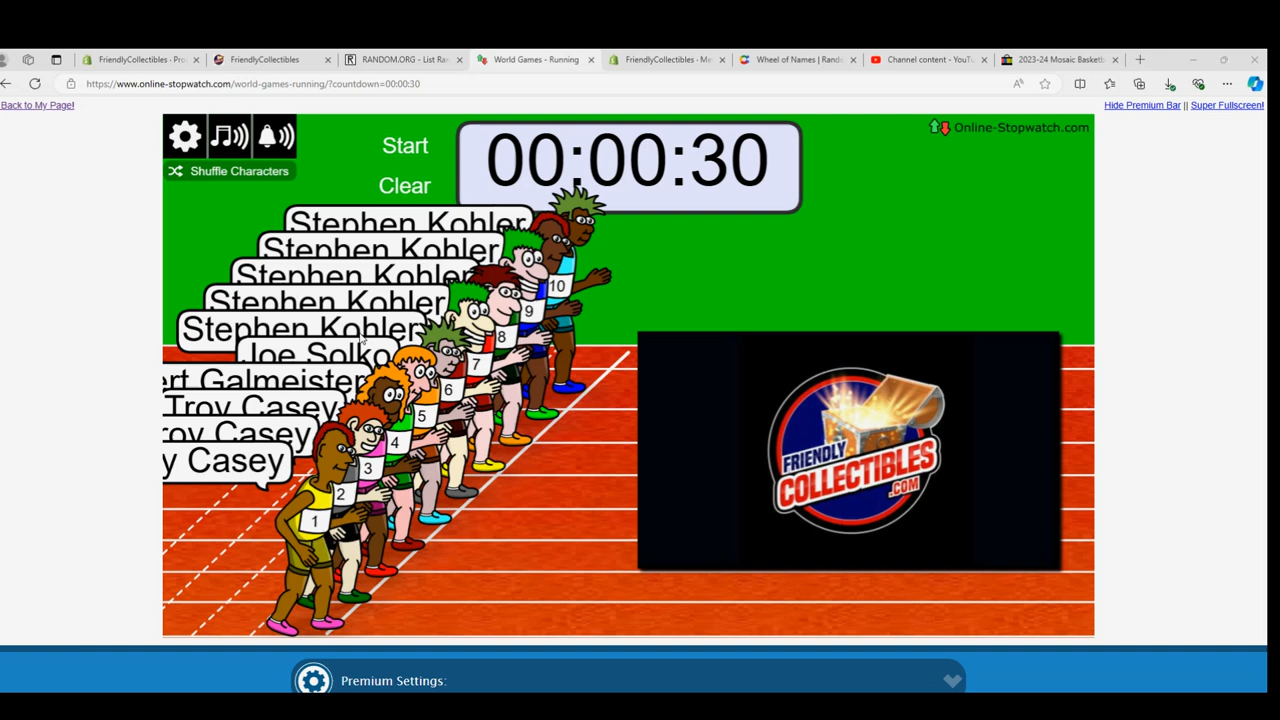 FriendlyCollectibles - Pro
FriendlyCollectibles
RANDOM.ORG - List Ra
World Games - Running
FriendlyCollectibles - Me
Wheel of Names | Rand
Channel content - YouTu
2023-24 Mosaic Basketb
https://www.online-stopwatch.com/world-games-running/?countdown=00:00:30
Back to My Page!
Hide Premium Bar || Super Fullscreen!
Start
Clear
00:00:30
Online-Stopwatch.com
Shuffle Characters
Stephen Kohler
Stephen Kohler
Stephen Kohler
Stephen Kohler
Stephen Kohler
Joe Solko
ert Galmeister
Troy Casey
roy Casey
y Casey
10
9
8
7
6
5
4
3
2
1
FRIENDLY
COLLECTIBLES
.COM
Premium Settings: